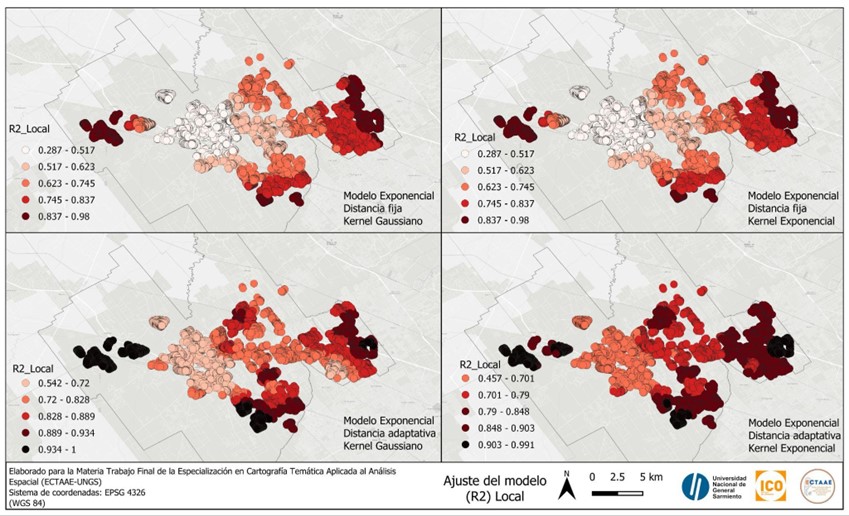 R2_Local
0.287 - 0.517
0.517 - 0.623
0.623 - 0.745
0.745 - 0.837
0.837 - 0.98
Modelo Exponencial
Distancia fija
Kernel Gaussiano
R2_Local
0.287 - 0.517
0.517 - 0.623
0.623 - 0.745
0.745 - 0.837
0.837 - 0.98
Modelo Exponencial
Distancia fija
Kernel Exponencial
R2_Local
0.542 - 0.72
0.72 - 0.828
0.828 - 0.889
0.889 - 0.934
0.934 - 1
Modelo Exponencial
Distancia adaptativa
Kernel Gaussiano
R2_Local
0.457 - 0.701
0.701 - 0.79
0.79 - 0.848
0.848 - 0.903
0.903 - 0.991
Modelo Exponencial
Distancia adaptativa
Kernel Exponencial
Elaborado para la Materia Trabajo Final de la Especialización en Cartografía Temática Aplicada al Análisis
Espacial (ECTAAE-UNGS)
Sistema de coordenadas: EPSG 4326
(WGS 84)
Ajuste del modelo
(R2) Local
N
0 2.5 5 km
Universidad
Nacional de
General
Sarmiento
ICO
ECTAAE